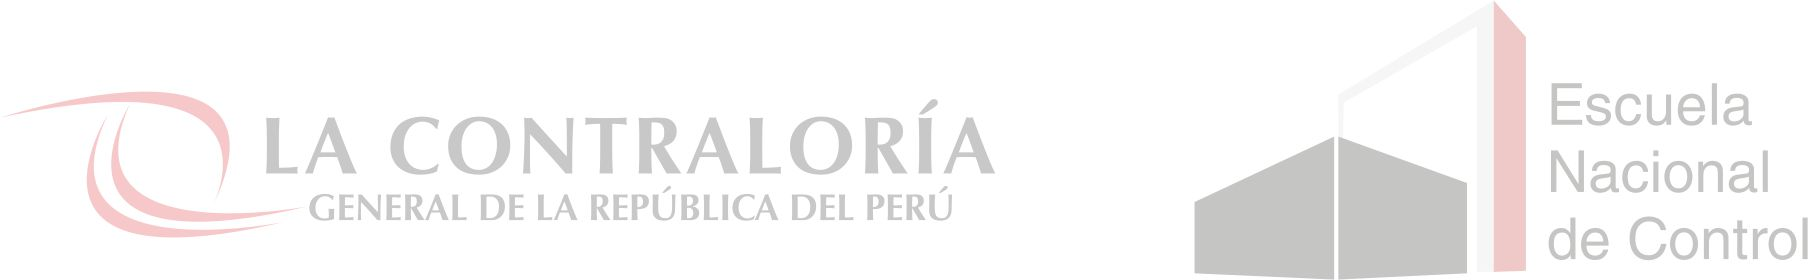 LA CONTRALORÍA
GENERAL DE LA REPÚBLICA DEL PERÚ
Escuela
Nacional
de Control